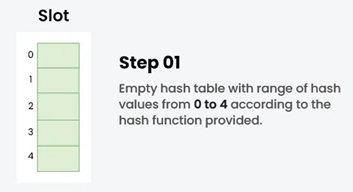 Slot
0
1
2
3
4
Step 01
Empty hash table with range of hash
values from 0 to 4 according to the
hash function provided.